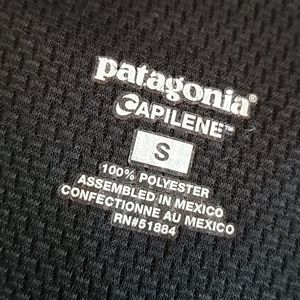 patagonia®
CAPILENE™
S
100% POLYESTER
ASSEMBLED IN MEXICO
CONFECTIONNE AU MEXICO
RN#51884